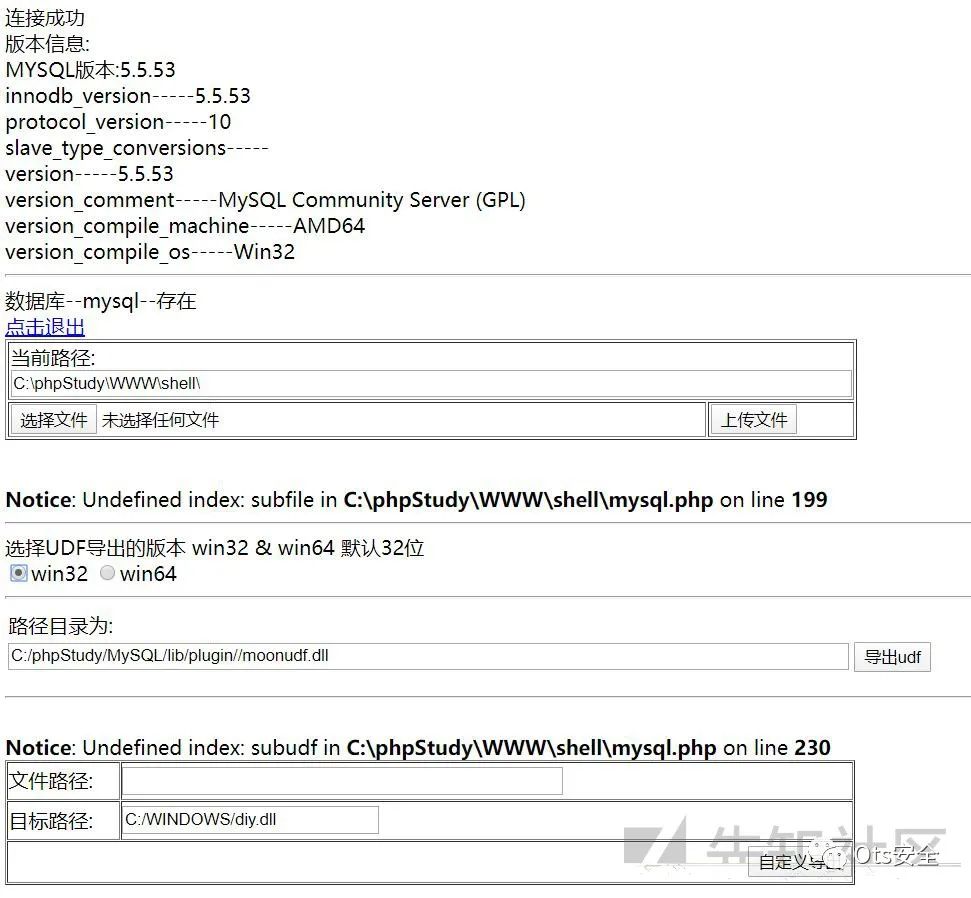 连接成功
版本信息:
MYSQL版本:5.5.53
innodb_version-----5.5.53
protocol_version-----10
slave_type_conversions-----
version-----5.5.53
version_comment-----MySQL Community Server (GPL)
version_compile_machine-----AMD64
version_compile_os-----Win32
数据库--mysql--存在
点击退出
当前路径:
C:\phpStudy\WWW\shell\
选择文件 未选择任何文件 上传文件
Notice: Undefined index: subfile in C:\phpStudy\WWW\shell\mysql.php on line 199
选择UDF导出的版本 win32 & win64 默认32位
win32 win64
路径目录为:
C:/phpStudy/MySQL/lib/plugin//moonudf.dll 导出udf
Notice: Undefined index: subudf in C:\phpStudy\WWW\shell\mysql.php on line 230
文件路径:
目标路径: C:/WINDOWS/diy.dll
先知社区
自定义导出 Ots安全